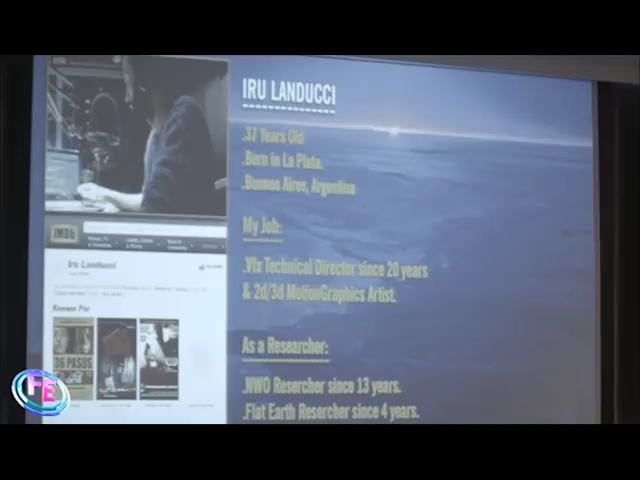 IRU LANDUCCI
.37 Years Old
.Born in La Plata.
.Buenos Aires, Argentina
My Job:
.Vfx Technical Director since 20 years
& 2d/3d MotionGraphics Artist.
As a Researcher:
.NWO Resercher since 13 years.
.Flat Earth Resercher since 4 years.
IMDb
Iru Landucci
Known For
36 PASOS
FE